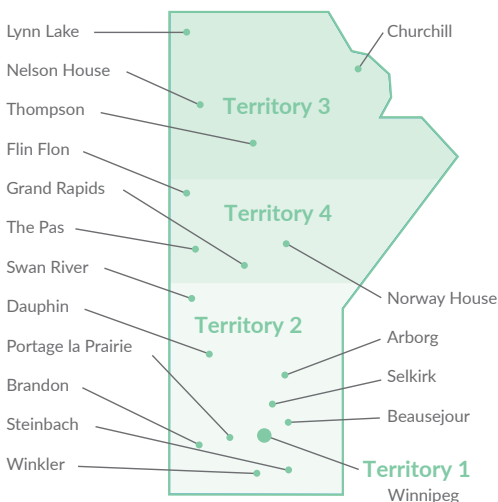 Lynn Lake
Churchill
Nelson House
Territory 3
Thompson
Flin Flon
Grand Rapids
Territory 4
The Pas
Swan River
Norway House
Dauphin
Territory 2
Arborg
Portage la Prairie
Selkirk
Brandon
Beausejour
Steinbach
Winkler
Territory 1
Winnipeg